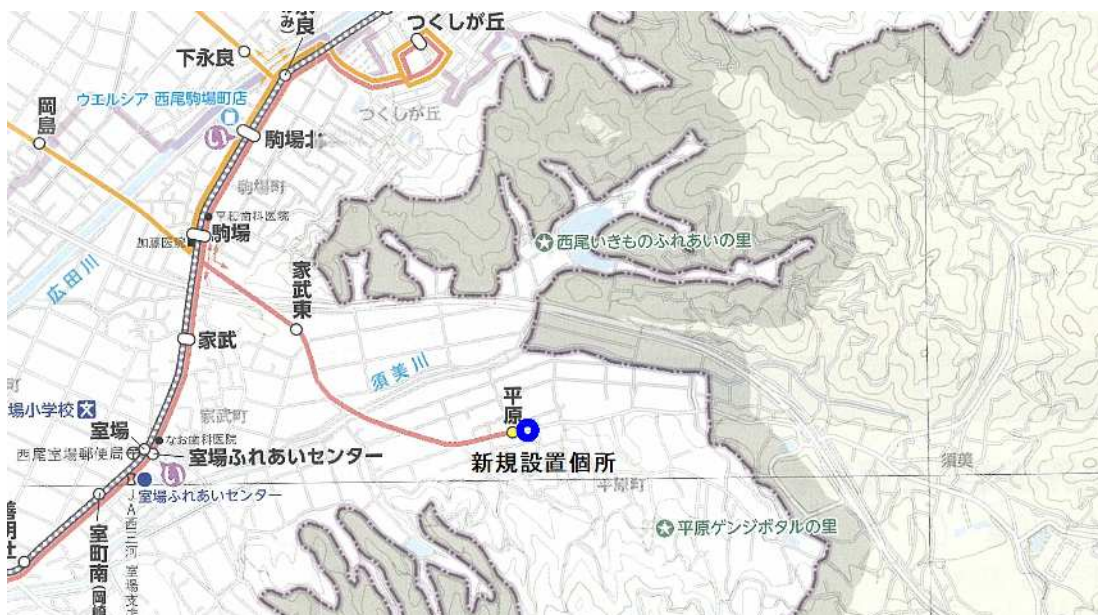 つくしが丘
下永良
ウエルシア 西尾駒場町店
つくしが丘
岡島
い
駒場北
駒場町
平和歯科医院
駒場
加藤医院
西尾いきものふれあいの里
広田川
家武東
家武
須美川
平原
場小学校
家武町
室場
なお歯科医院
西尾室場郵便局
室場ふれあいセンター
い
新規設置個所
須美
平原町
室場ふれあいセンター
平原ゲンジボタルの里
室町南
JA西三河 室場支